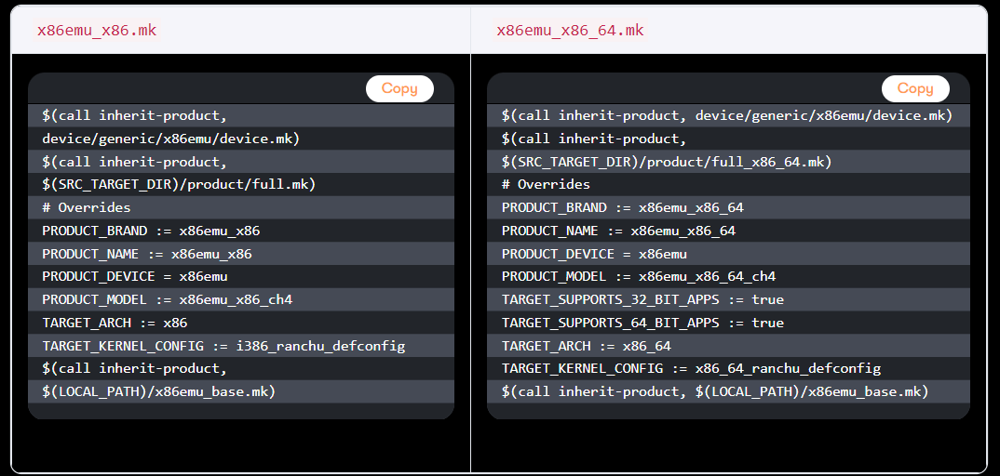 x86emu_x86.mk
Copy
$(call inherit-product,
device/generic/x86emu/device.mk)
$(call inherit-product,
$(SRC_TARGET_DIR)/product/full.mk)
# Overrides
PRODUCT_BRAND := x86emu_x86
PRODUCT_NAME := x86emu_x86
PRODUCT_DEVICE = x86emu
PRODUCT_MODEL := x86emu_x86_ch4
TARGET_ARCH := x86
TARGET_KERNEL_CONFIG := i386_ranchu_defconfig
$(call inherit-product,
$(LOCAL_PATH)/x86emu_base.mk)
x86emu_x86_64.mk
Copy
$(call inherit-product, device/generic/x86emu/device.mk)
$(call inherit-product,
$(SRC_TARGET_DIR)/product/full_x86_64.mk)
# Overrides
PRODUCT_BRAND := x86emu_x86_64
PRODUCT_NAME := x86emu_x86_64
PRODUCT_DEVICE = x86emu
PRODUCT_MODEL := x86emu_x86_64_ch4
TARGET_SUPPORTS_32_BIT_APPS := true
TARGET_SUPPORTS_64_BIT_APPS := true
TARGET_ARCH := x86_64
TARGET_KERNEL_CONFIG := x86_64_ranchu_defconfig
$(call inherit-product, $(LOCAL_PATH)/x86emu_base.mk)